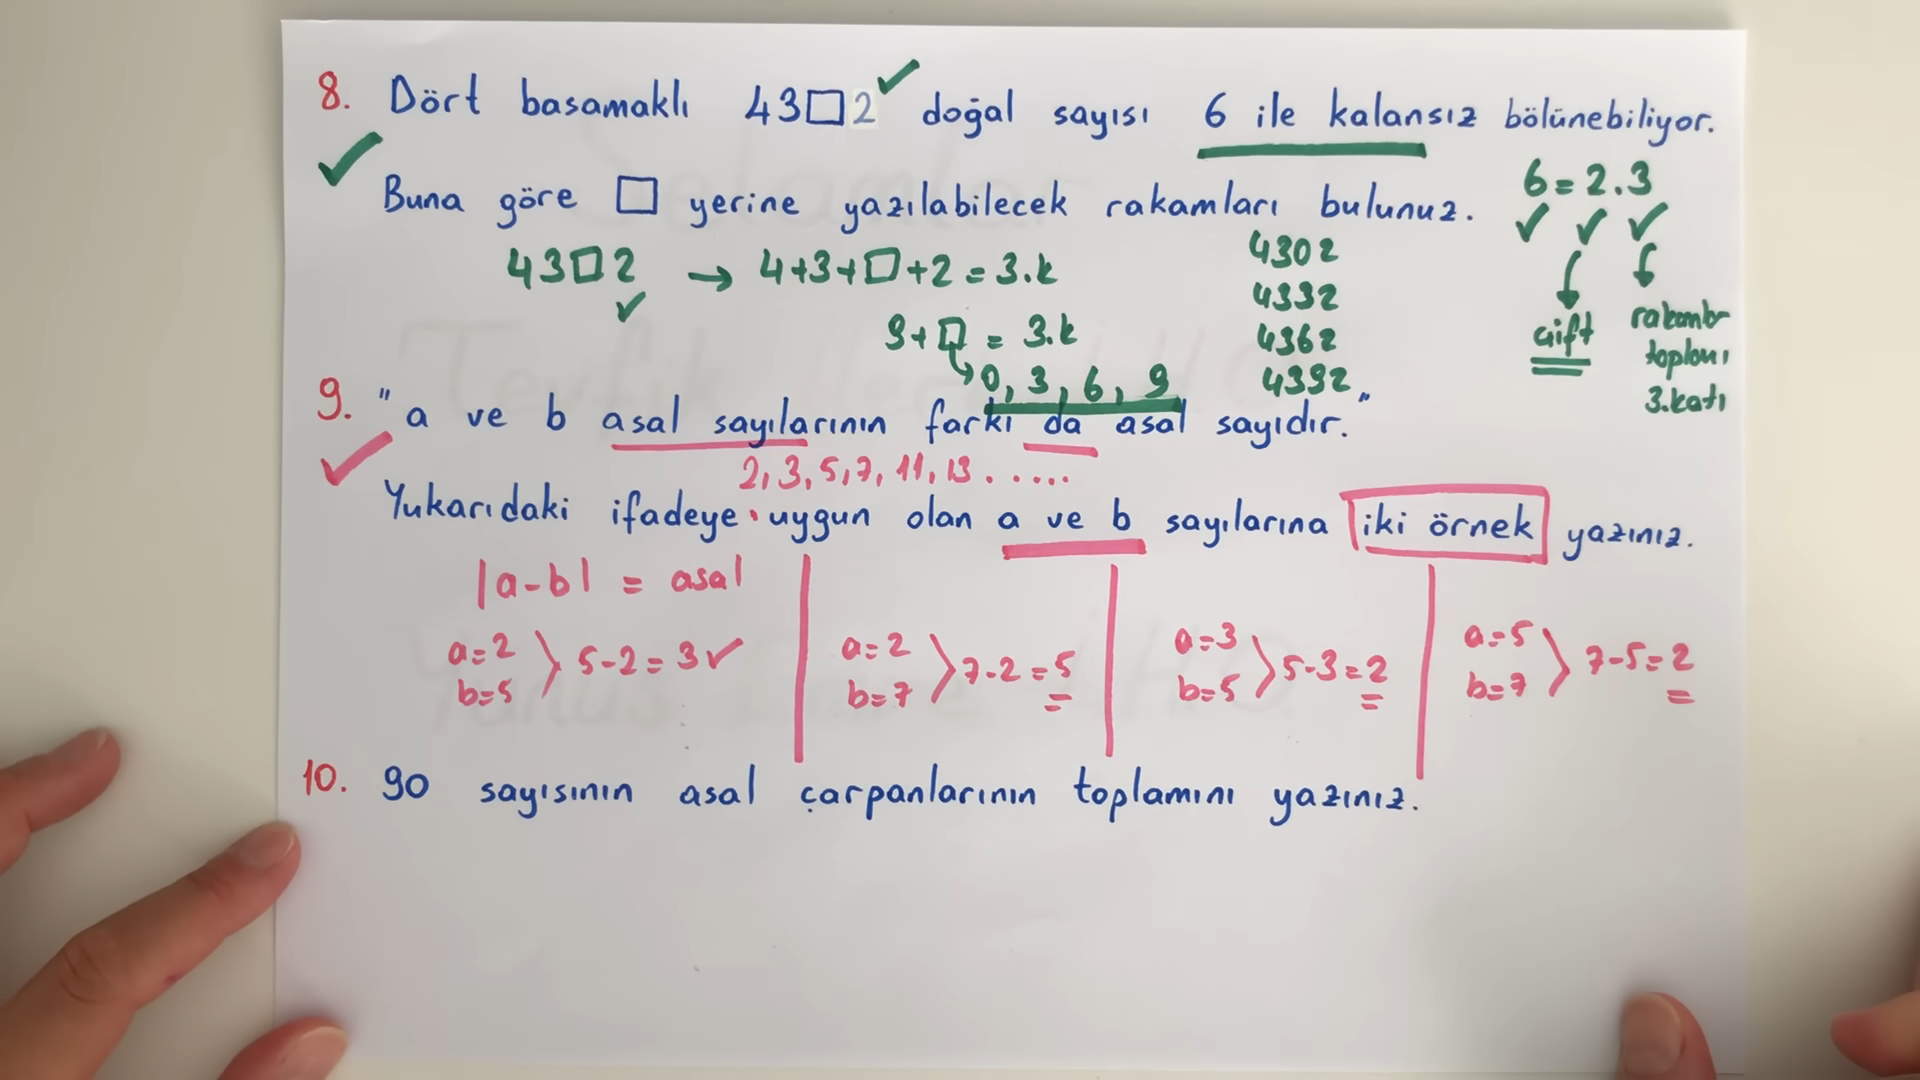 8. Dört basamaklı 43□2 doğal sayısı 6 ile kalansız bölünebiliyor.
Buna göre □ yerine yazılabilecek rakamları bulunuz.
6=2.3
çift
rakamlar
toplamı
3.katı
43□2 → 4+3+□+2=3.k
9+□ = 3.k
0, 3, 6, 9
4302
4332
4362
4392
9. "a ve b asal sayılarının farkı da asal sayıdır."
2, 3, 5, 7, 11, 13......
Yukarıdaki ifadeye uygun olan a ve b sayılarına iki örnek yazınız.
|a-b| = asal
a=2
b=5
5-2=3
a=2
b=7
7-2=5
a=3
b=5
5-3=2
a=5
b=7
7-5=2
10. 90 sayısının asal çarpanlarının toplamını yazınız.